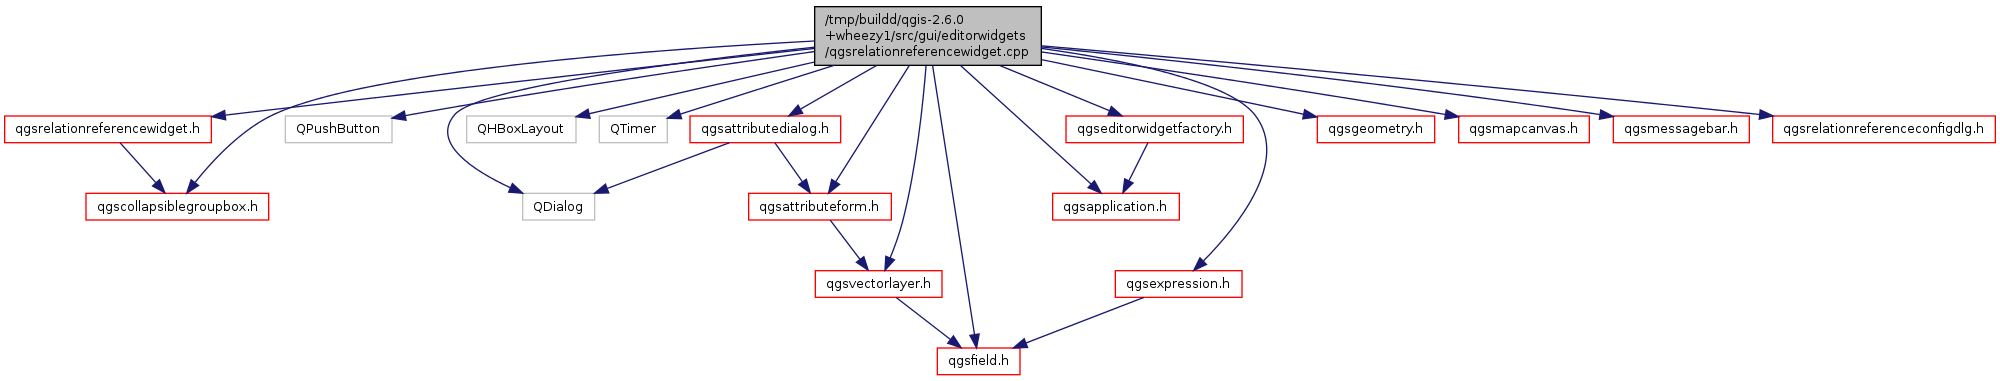 /tmp/buildd/qgis-2.6.0
+wheezy1/src/gui/editorwidgets
/qgsrelationreferencewidget.cpp
qgsrelationreferencewidget.h
QPushButton
QHBoxLayout
QTimer
qgsattributedialog.h
qgseditorwidgetfactory.h
qgsgeometry.h
qgsmapcanvas.h
qgsmessagebar.h
qgsrelationreferenceconfigdlg.h
qgscollapsiblegroupbox.h
QDialog
qgsattributeform.h
qgsapplication.h
qgsvectorlayer.h
qgsexpression.h
qgsfield.h